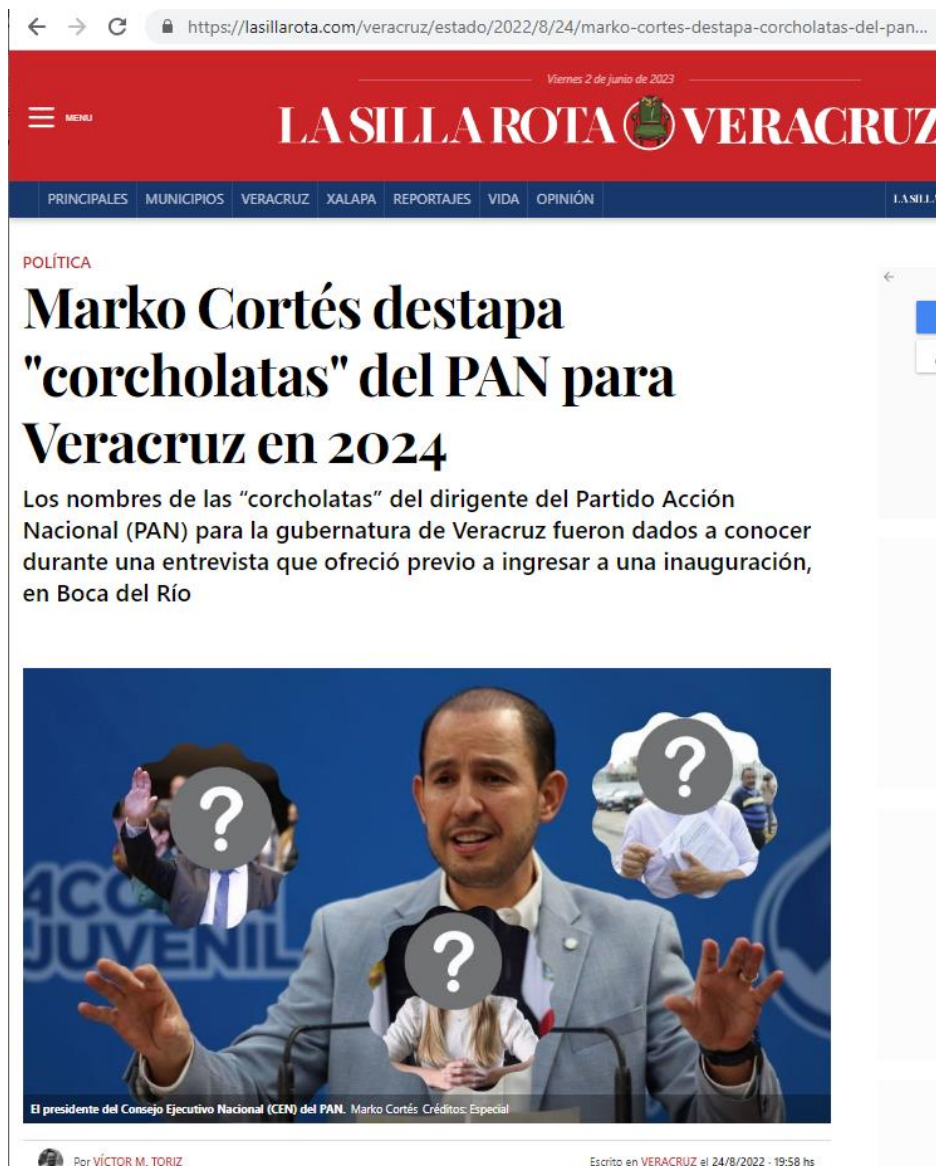 https://lasillarota.com/veracruz/estado/2022/8/24/marko-cortes-destapa-corcholatas-del-pan...
Viernes 2 de junio de 2023
MENU
LA SILLA ROTA VERACRUZ
PRINCIPALES MUNICIPIOS VERACRUZ XALAPA REPORTAJES VIDA OPINIÓN
POLÍTICA
Marko Cortés destapa
"corcholatas" del PAN para
Veracruz en 2024
Los nombres de las “corcholatas” del dirigente del Partido Acción
Nacional (PAN) para la gubernatura de Veracruz fueron dados a conocer
durante una entrevista que ofreció previo a ingresar a una inauguración,
en Boca del Río
? ?
?
JUVENIL
El presidente del Consejo Ejecutivo Nacional (CEN) del PAN. Marko Cortés Créditos: Especial
Por VÍCTOR M. TORIZ Escrito en VERACRUZ el 24/8/2022 - 19:58 hs